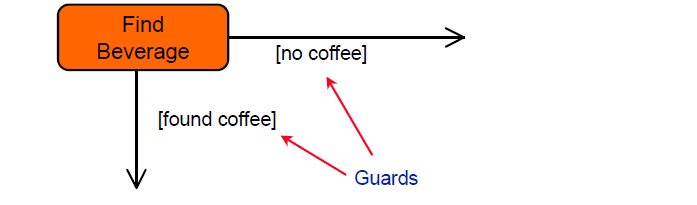 Find
Beverage
[no coffee]
[found coffee]
Guards